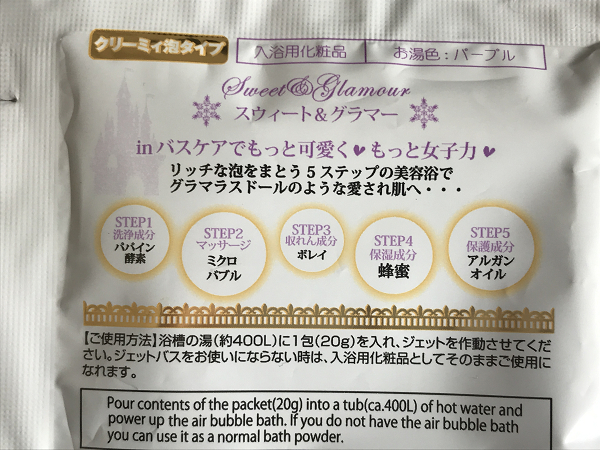 クリーミィ泡タイプ 入浴用化粧品 お湯色：パープル
Sweet & Glamour
スウィート＆グラマー
in バスケアでもっと可愛く♥もっと女子力♥
リッチな泡をまとう5ステップの美容浴で
グラマラスドールのような愛され肌へ・・・
STEP1
洗浄成分
パパイン
酵素
STEP2
マッサージ
ミクロ
バブル
STEP3
収れん成分
ボレイ
STEP4
保湿成分
蜂蜜
STEP5
保護成分
アルガン
オイル
【ご使用方法】浴槽の湯(約400L)に1包(20g)を入れ、ジェットを作動させてくだ
さい。ジェットバスをお使いにならない時は、入浴用化粧品としてそのままご使用に
なれます。
Pour contents of the packet(20g) into a tub(ca.400L) of hot water and
power up the air bubble bath. If you do not have the air bubble bath
you can use it as a normal bath powder.